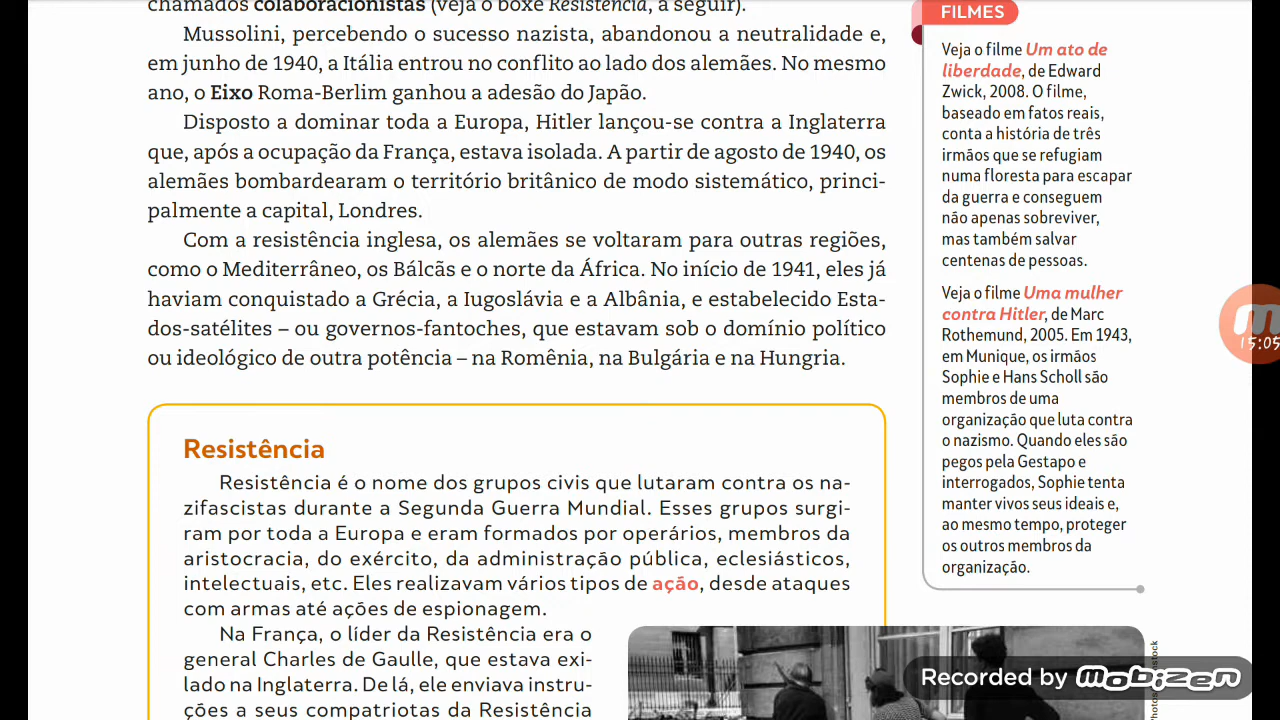 chamados colaboracionistas (veja o boxe Resistência, a seguir).
Mussolini, percebendo o sucesso nazista, abandonou a neutralidade e,
em junho de 1940, a Itália entrou no conflito ao lado dos alemães. No mesmo
ano, o Eixo Roma-Berlim ganhou a adesão do Japão.
Disposto a dominar toda a Europa, Hitler lançou-se contra a Inglaterra
que, após a ocupação da França, estava isolada. A partir de agosto de 1940, os
alemães bombardearam o território britânico de modo sistemático, princi-
palmente a capital, Londres.
Com a resistência inglesa, os alemães se voltaram para outras regiões,
como o Mediterrâneo, os Bálcãs e o norte da África. No início de 1941, eles já
haviam conquistado a Grécia, a Iugoslávia e a Albânia, e estabelecido Esta-
dos-satélites – ou governos-fantoches, que estavam sob o domínio político
ou ideológico de outra potência – na Romênia, na Bulgária e na Hungria.
Resistência
Resistência é o nome dos grupos civis que lutaram contra os na-
zifascistas durante a Segunda Guerra Mundial. Esses grupos surgi-
ram por toda a Europa e eram formados por operários, membros da
aristocracia, do exército, da administração pública, eclesiásticos,
intelectuais, etc. Eles realizavam vários tipos de ação, desde ataques
com armas até ações de espionagem.
Na França, o líder da Resistência era o
general Charles de Gaulle, que estava exi-
lado na Inglaterra. De lá, ele enviava instru-
ções a seus compatriotas da Resistência
FILMES
Veja o filme Um ato de
liberdade, de Edward
Zwick, 2008. O filme,
baseado em fatos reais,
conta a história de três
irmãos que se refugiam
numa floresta para escapar
da guerra e conseguem
não apenas sobreviver,
mas também salvar
centenas de pessoas.
Veja o filme Uma mulher
contra Hitler, de Marc
Rothemund, 2005. Em 1943,
em Munique, os irmãos
Sophie e Hans Scholl são
membros de uma
organização que luta contra
o nazismo. Quando eles são
pegos pela Gestapo e
interrogados, Sophie tenta
manter vivos seus ideais e,
ao mesmo tempo, proteger
os outros membros da
organização.
15:05
Recorded by mobizen